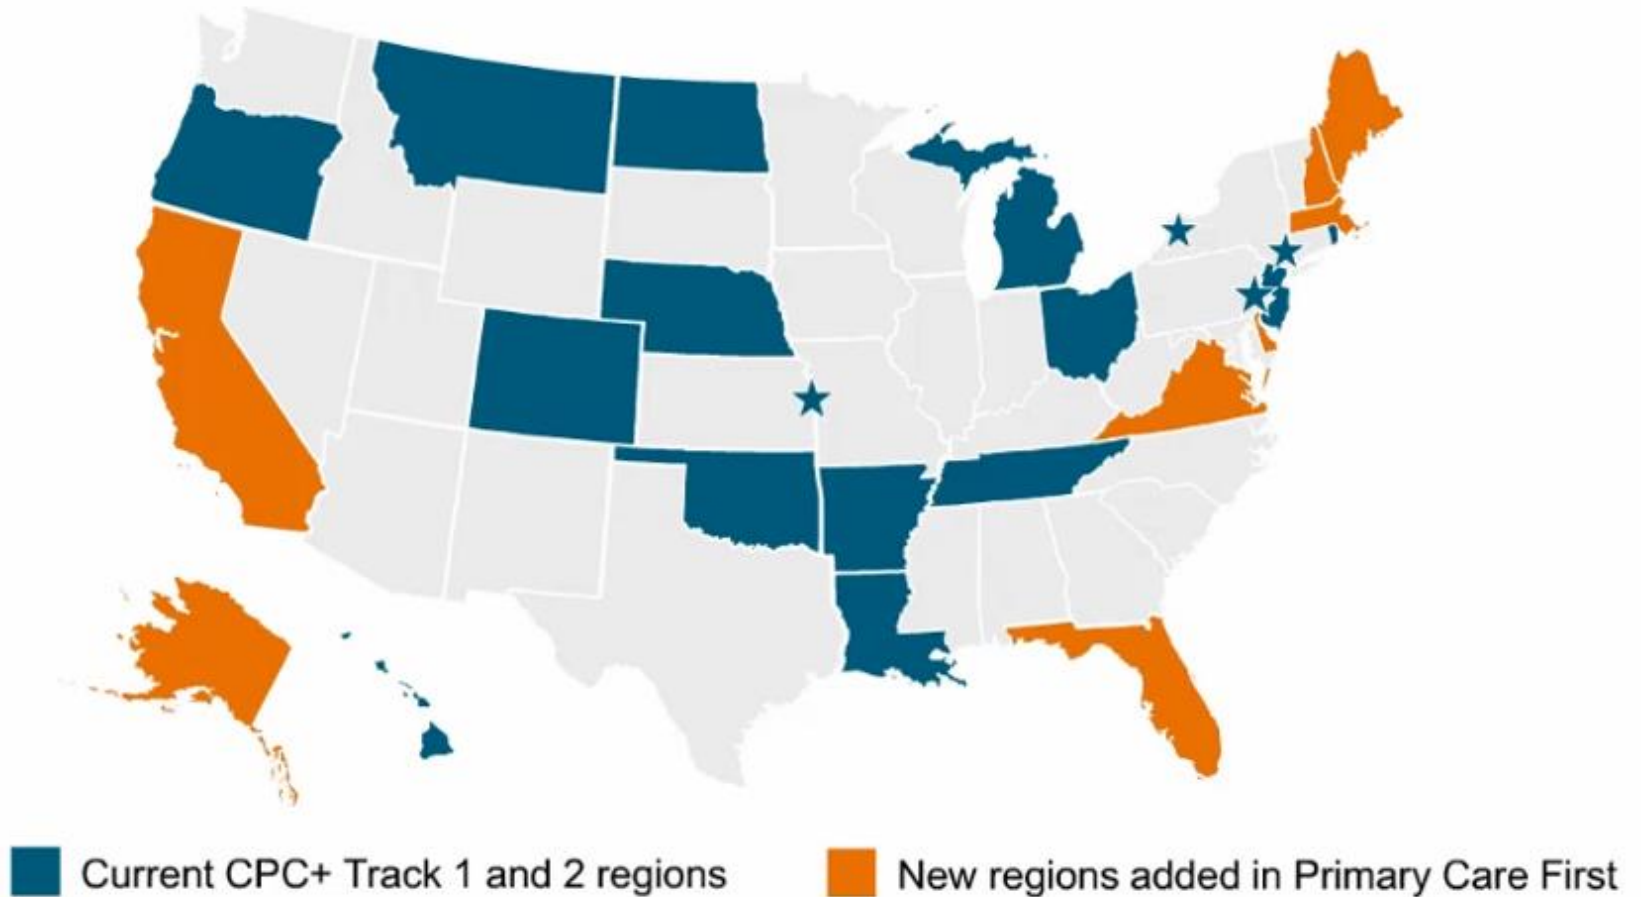 Current CPC+ Track 1 and 2 regions
New regions added in Primary Care First